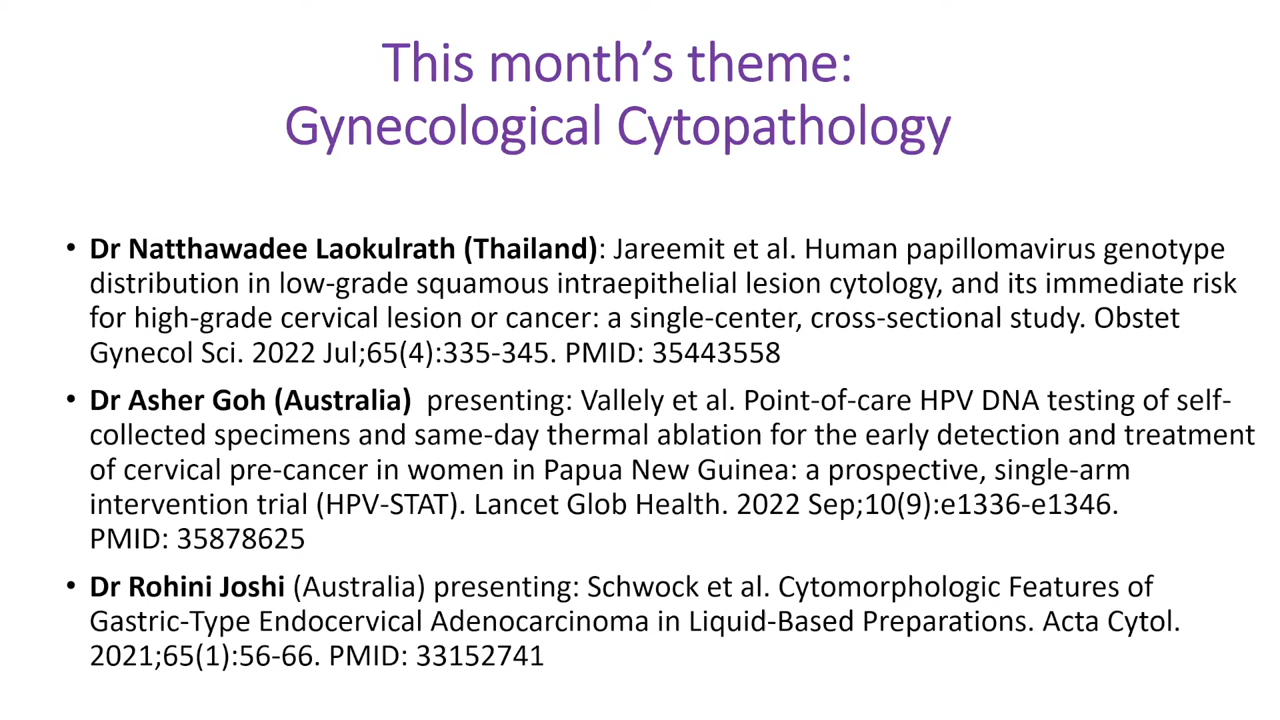 This month’s theme:
Gynecological Cytopathology
• Dr Natthawadee Laokulrath (Thailand): Jareemit et al. Human papillomavirus genotype
distribution in low-grade squamous intraepithelial lesion cytology, and its immediate risk
for high-grade cervical lesion or cancer: a single-center, cross-sectional study. Obstet
Gynecol Sci. 2022 Jul;65(4):335-345. PMID: 35443558
• Dr Asher Goh (Australia) presenting: Vallely et al. Point-of-care HPV DNA testing of self-
collected specimens and same-day thermal ablation for the early detection and treatment
of cervical pre-cancer in women in Papua New Guinea: a prospective, single-arm
intervention trial (HPV-STAT). Lancet Glob Health. 2022 Sep;10(9):e1336-e1346.
PMID: 35878625
• Dr Rohini Joshi (Australia) presenting: Schwock et al. Cytomorphologic Features of
Gastric-Type Endocervical Adenocarcinoma in Liquid-Based Preparations. Acta Cytol.
2021;65(1):56-66. PMID: 33152741